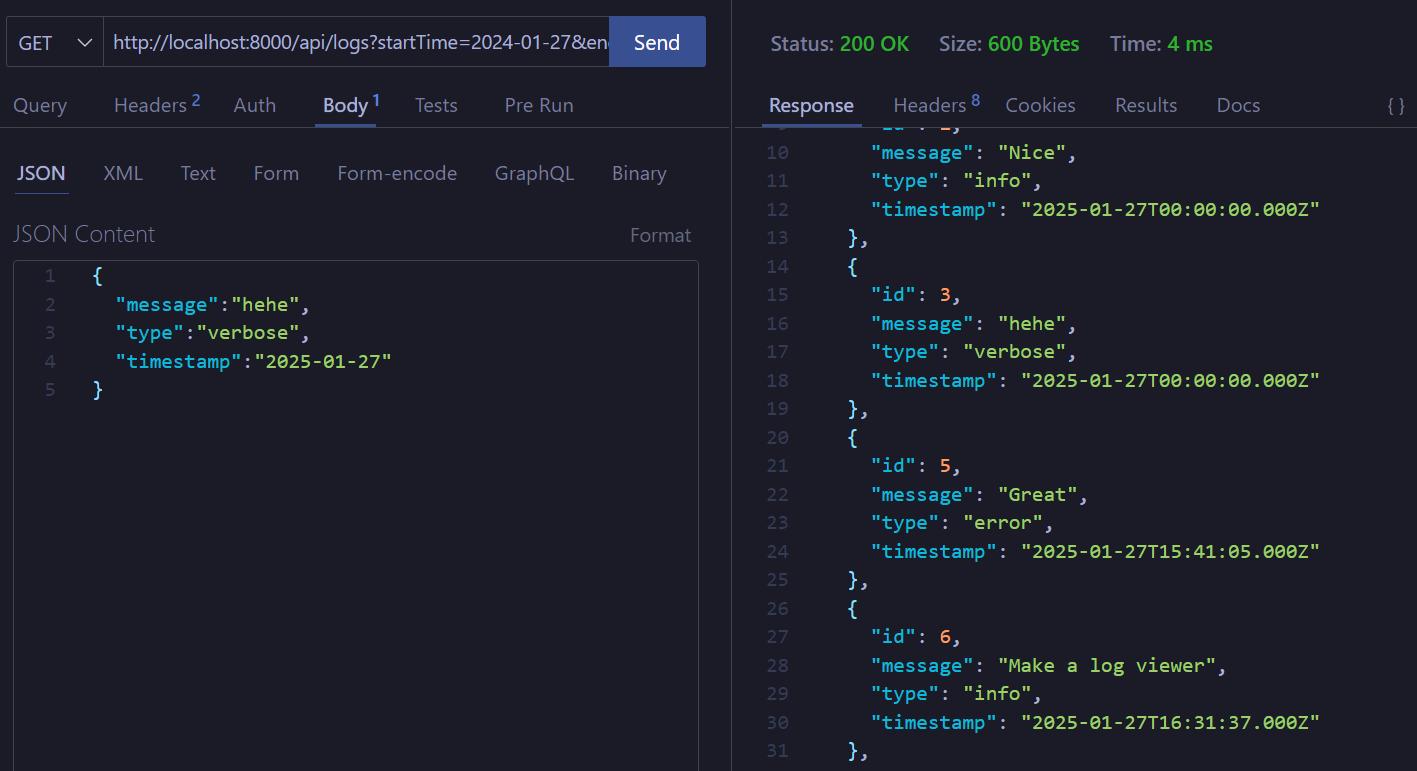 GET http://localhost:8000/api/logs?startTime=2024-01-27&en Send
Query Headers 2 Auth Body 1 Tests Pre Run
JSON XML Text Form Form-encode GraphQL Binary
JSON Content Format
1 {
2 "message":"hehe",
3 "type":"verbose",
4 "timestamp":"2025-01-27"
5 }
Status: 200 OK Size: 600 Bytes Time: 4 ms
Response Headers 8 Cookies Results Docs { }
10 "message": "Nice",
11 "type": "info",
12 "timestamp": "2025-01-27T00:00:00.000Z"
13 },
14 {
15 "id": 3,
16 "message": "hehe",
17 "type": "verbose",
18 "timestamp": "2025-01-27T00:00:00.000Z"
19 },
20 {
21 "id": 5,
22 "message": "Great",
23 "type": "error",
24 "timestamp": "2025-01-27T15:41:05.000Z"
25 },
26 {
27 "id": 6,
28 "message": "Make a log viewer",
29 "type": "info",
30 "timestamp": "2025-01-27T16:31:37.000Z"
31 },